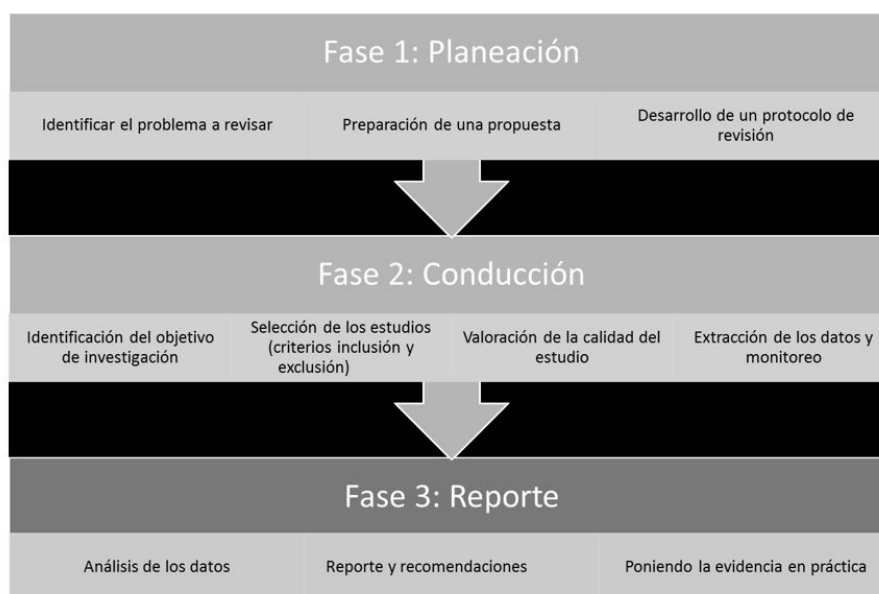 Fase 1: Planeación
Identificar el problema a revisar
Preparación de una propuesta
Desarrollo de un protocolo de
revisión
Fase 2: Conducción
Identificación del objetivo
de investigación
Selección de los estudios
(criterios inclusión y
exclusión)
Valoración de la calidad del
estudio
Extracción de los datos y
monitoreo
Fase 3: Reporte
Análisis de los datos
Reporte y recomendaciones
Poniendo la evidencia en práctica